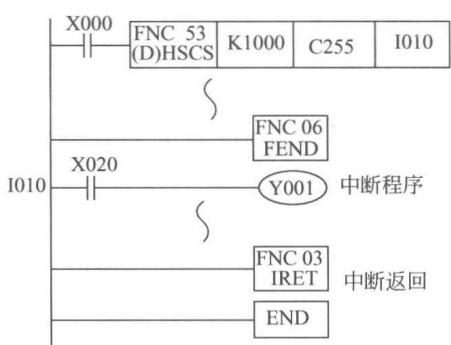 X000
FNC 53
(D)HSCS
K1000
C255
I010
FNC 06
FEND
X020
I010
Y001
中断程序
FNC 03
IRET
中断返回
END